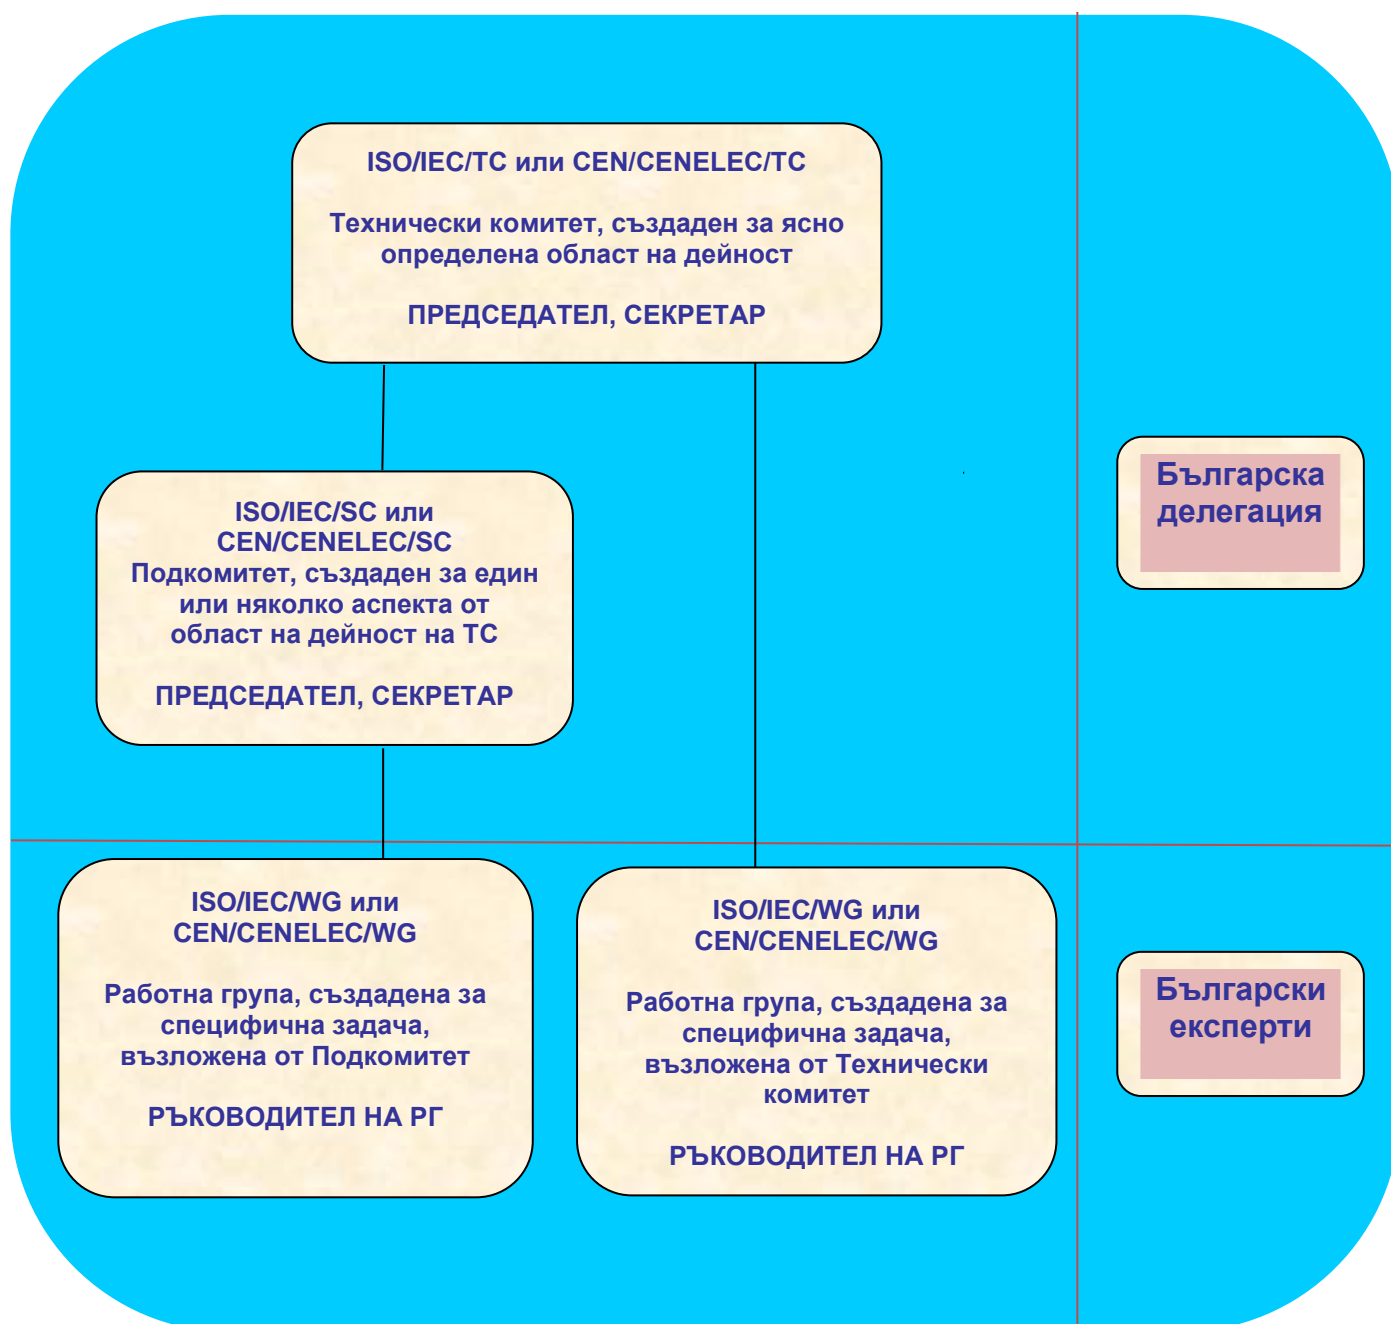 ISO/IEC/TC или CEN/CENELEC/TC
Технически комитет, създаден за ясно
определена област на дейност
ПРЕДСЕДАТЕЛ, СЕКРЕТАР
ISO/IEC/SC или
CEN/CENELEC/SC
Подкомитет, създаден за един
или няколко аспекта от
област на дейност на ТС
ПРЕДСЕДАТЕЛ, СЕКРЕТАР
Българска
делегация
ISO/IEC/WG или
CEN/CENELEC/WG
Работна група, създадена за
специфична задача,
възложена от Подкомитет
РЪКОВОДИТЕЛ НА РГ
ISO/IEC/WG или
CEN/CENELEC/WG
Работна група, създадена за
специфична задача,
възложена от Технически
комитет
РЪКОВОДИТЕЛ НА РГ
Български
експерти